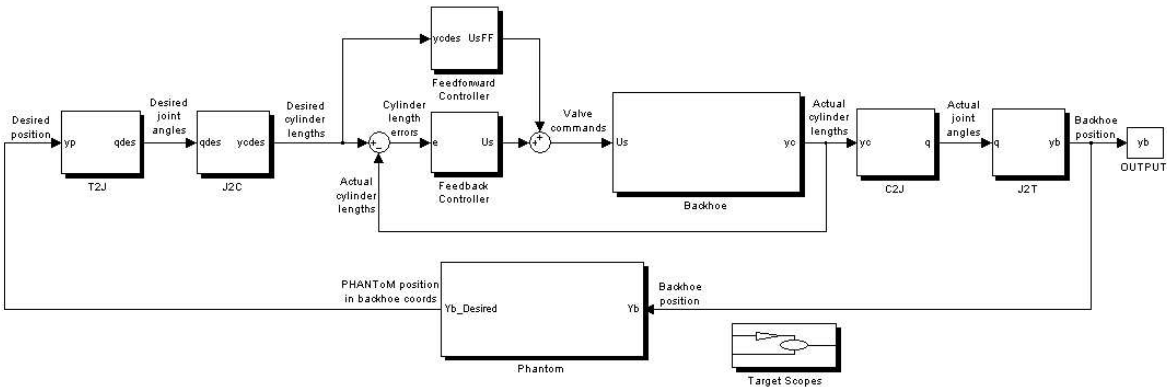 ycdes UsFF
Feedforward
Controller
Desired
position
yp qdes
T2J
Desired
joint
angles
qdes ycdes
J2C
Desired
cylinder
lengths
+
−
Cylinder
length
errors
e Us
Feedback
Controller
+
+
Valve
commands
Us yc
Backhoe
Actual
cylinder
lengths
yc q
C2J
Actual
joint
angles
q yb
J2T
Backhoe
position
yb
OUTPUT
Actual
cylinder
lengths
PHANToM position
in backhoe coords
Yb_Desired Yb
Phantom
Backhoe
position
Target Scopes